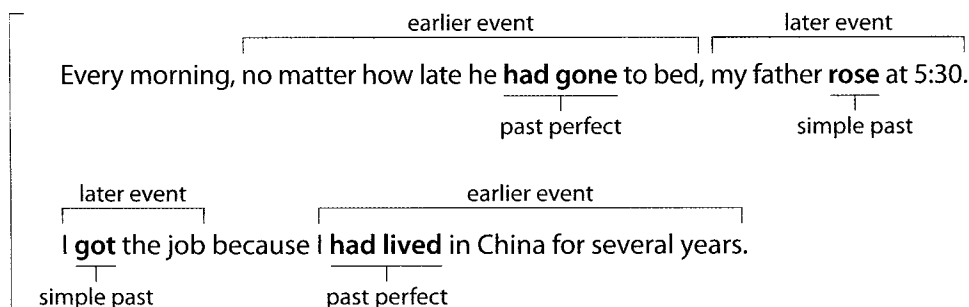 earlier event later event
Every morning, no matter how late he had gone to bed, my father rose at 5:30.
past perfect simple past
later event earlier event
I got the job because I had lived in China for several years.
simple past past perfect